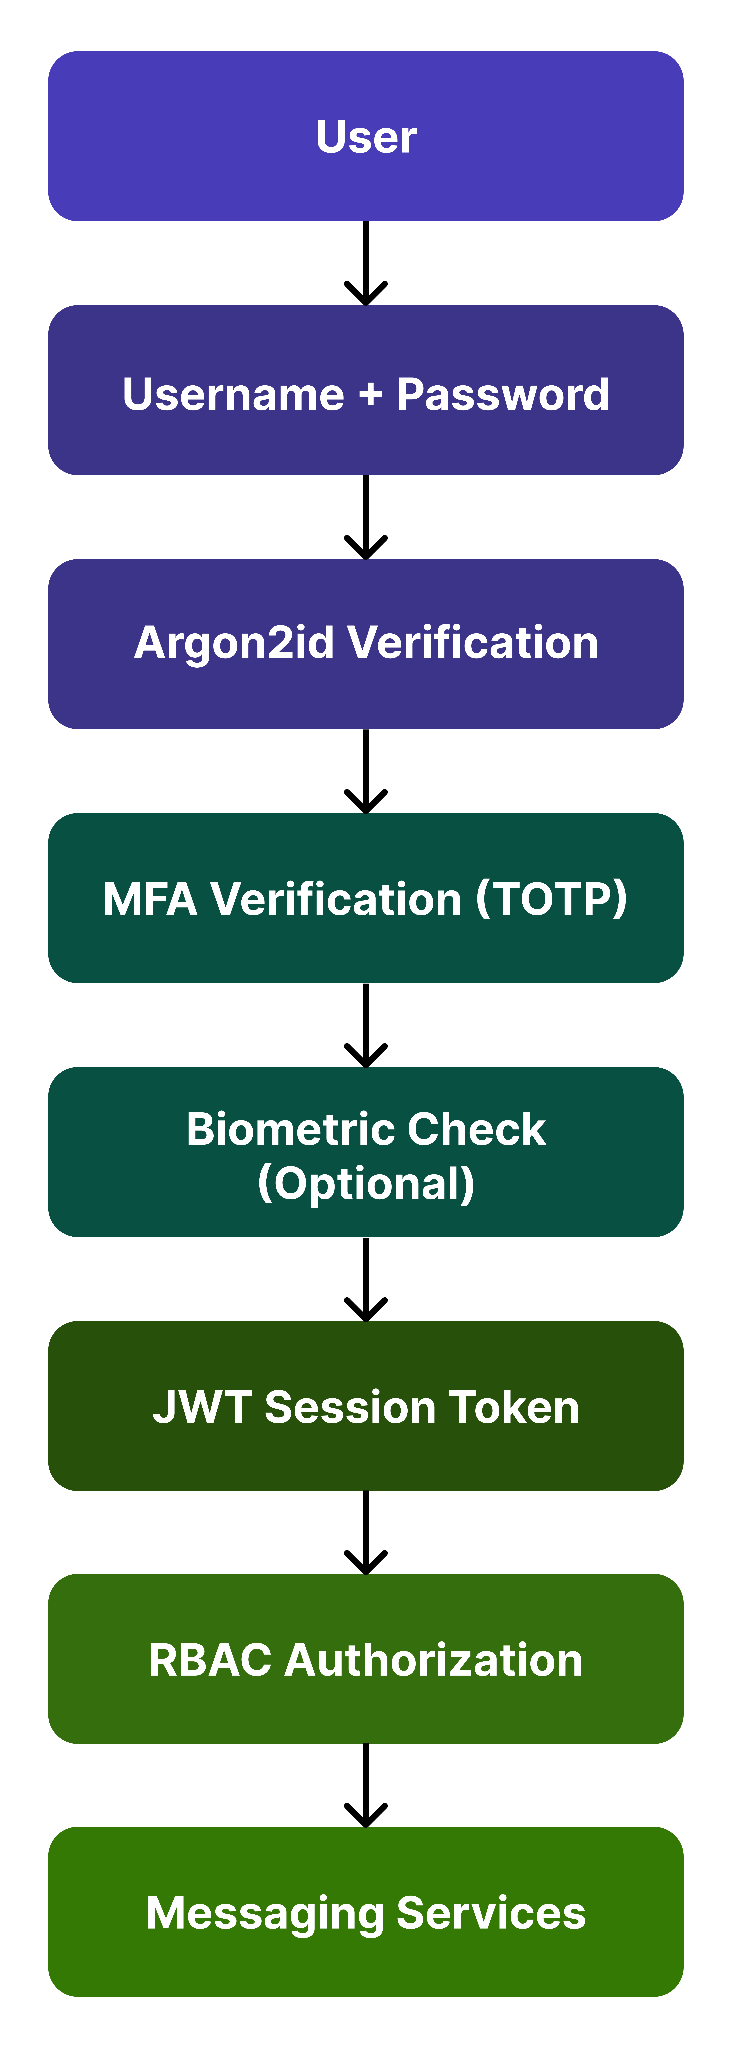 User
Username + Password
Argon2id Verification
MFA Verification (TOTP)
Biometric Check
(Optional)
JWT Session Token
RBAC Authorization
Messaging Services